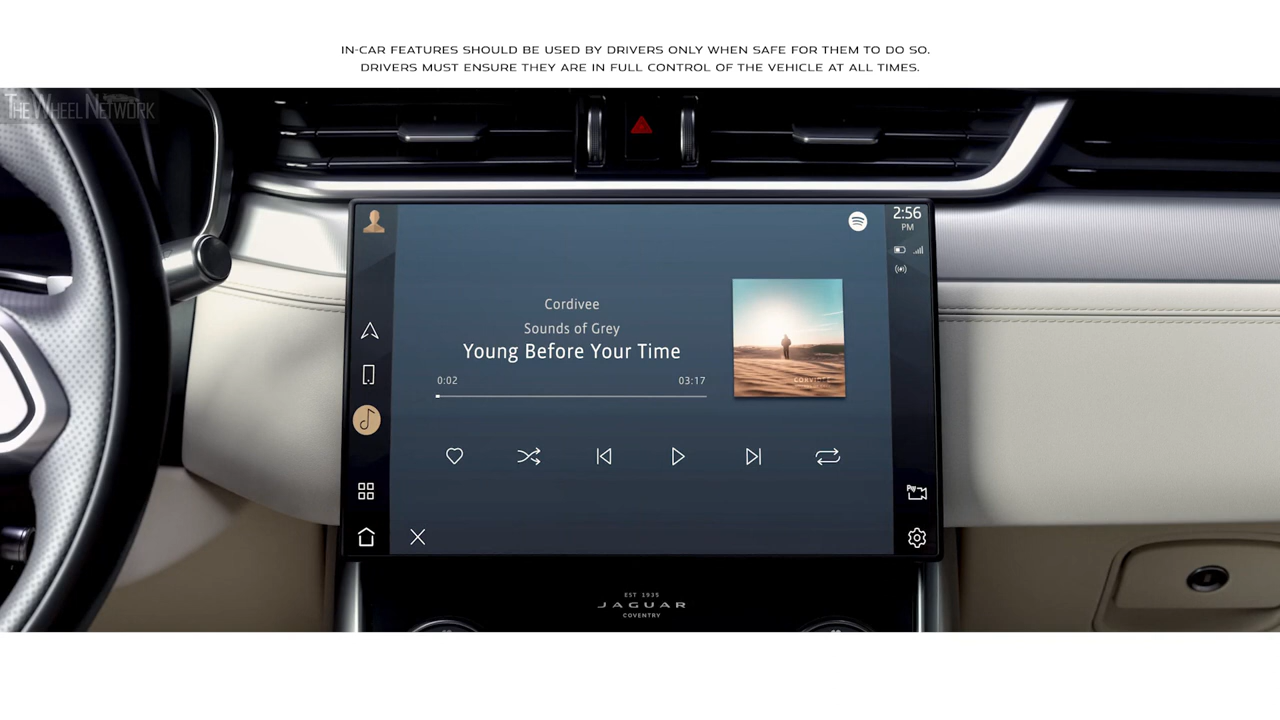 IN-CAR FEATURES SHOULD BE USED BY DRIVERS ONLY WHEN SAFE FOR THEM TO DO SO.
DRIVERS MUST ENSURE THEY ARE IN FULL CONTROL OF THE VEHICLE AT ALL TIMES.
THE WHEEL NETWORK
2:56
PM
Cordivee
Sounds of Grey
Young Before Your Time
0:02
03:17
EST 1935
JAGUAR
COVENTRY